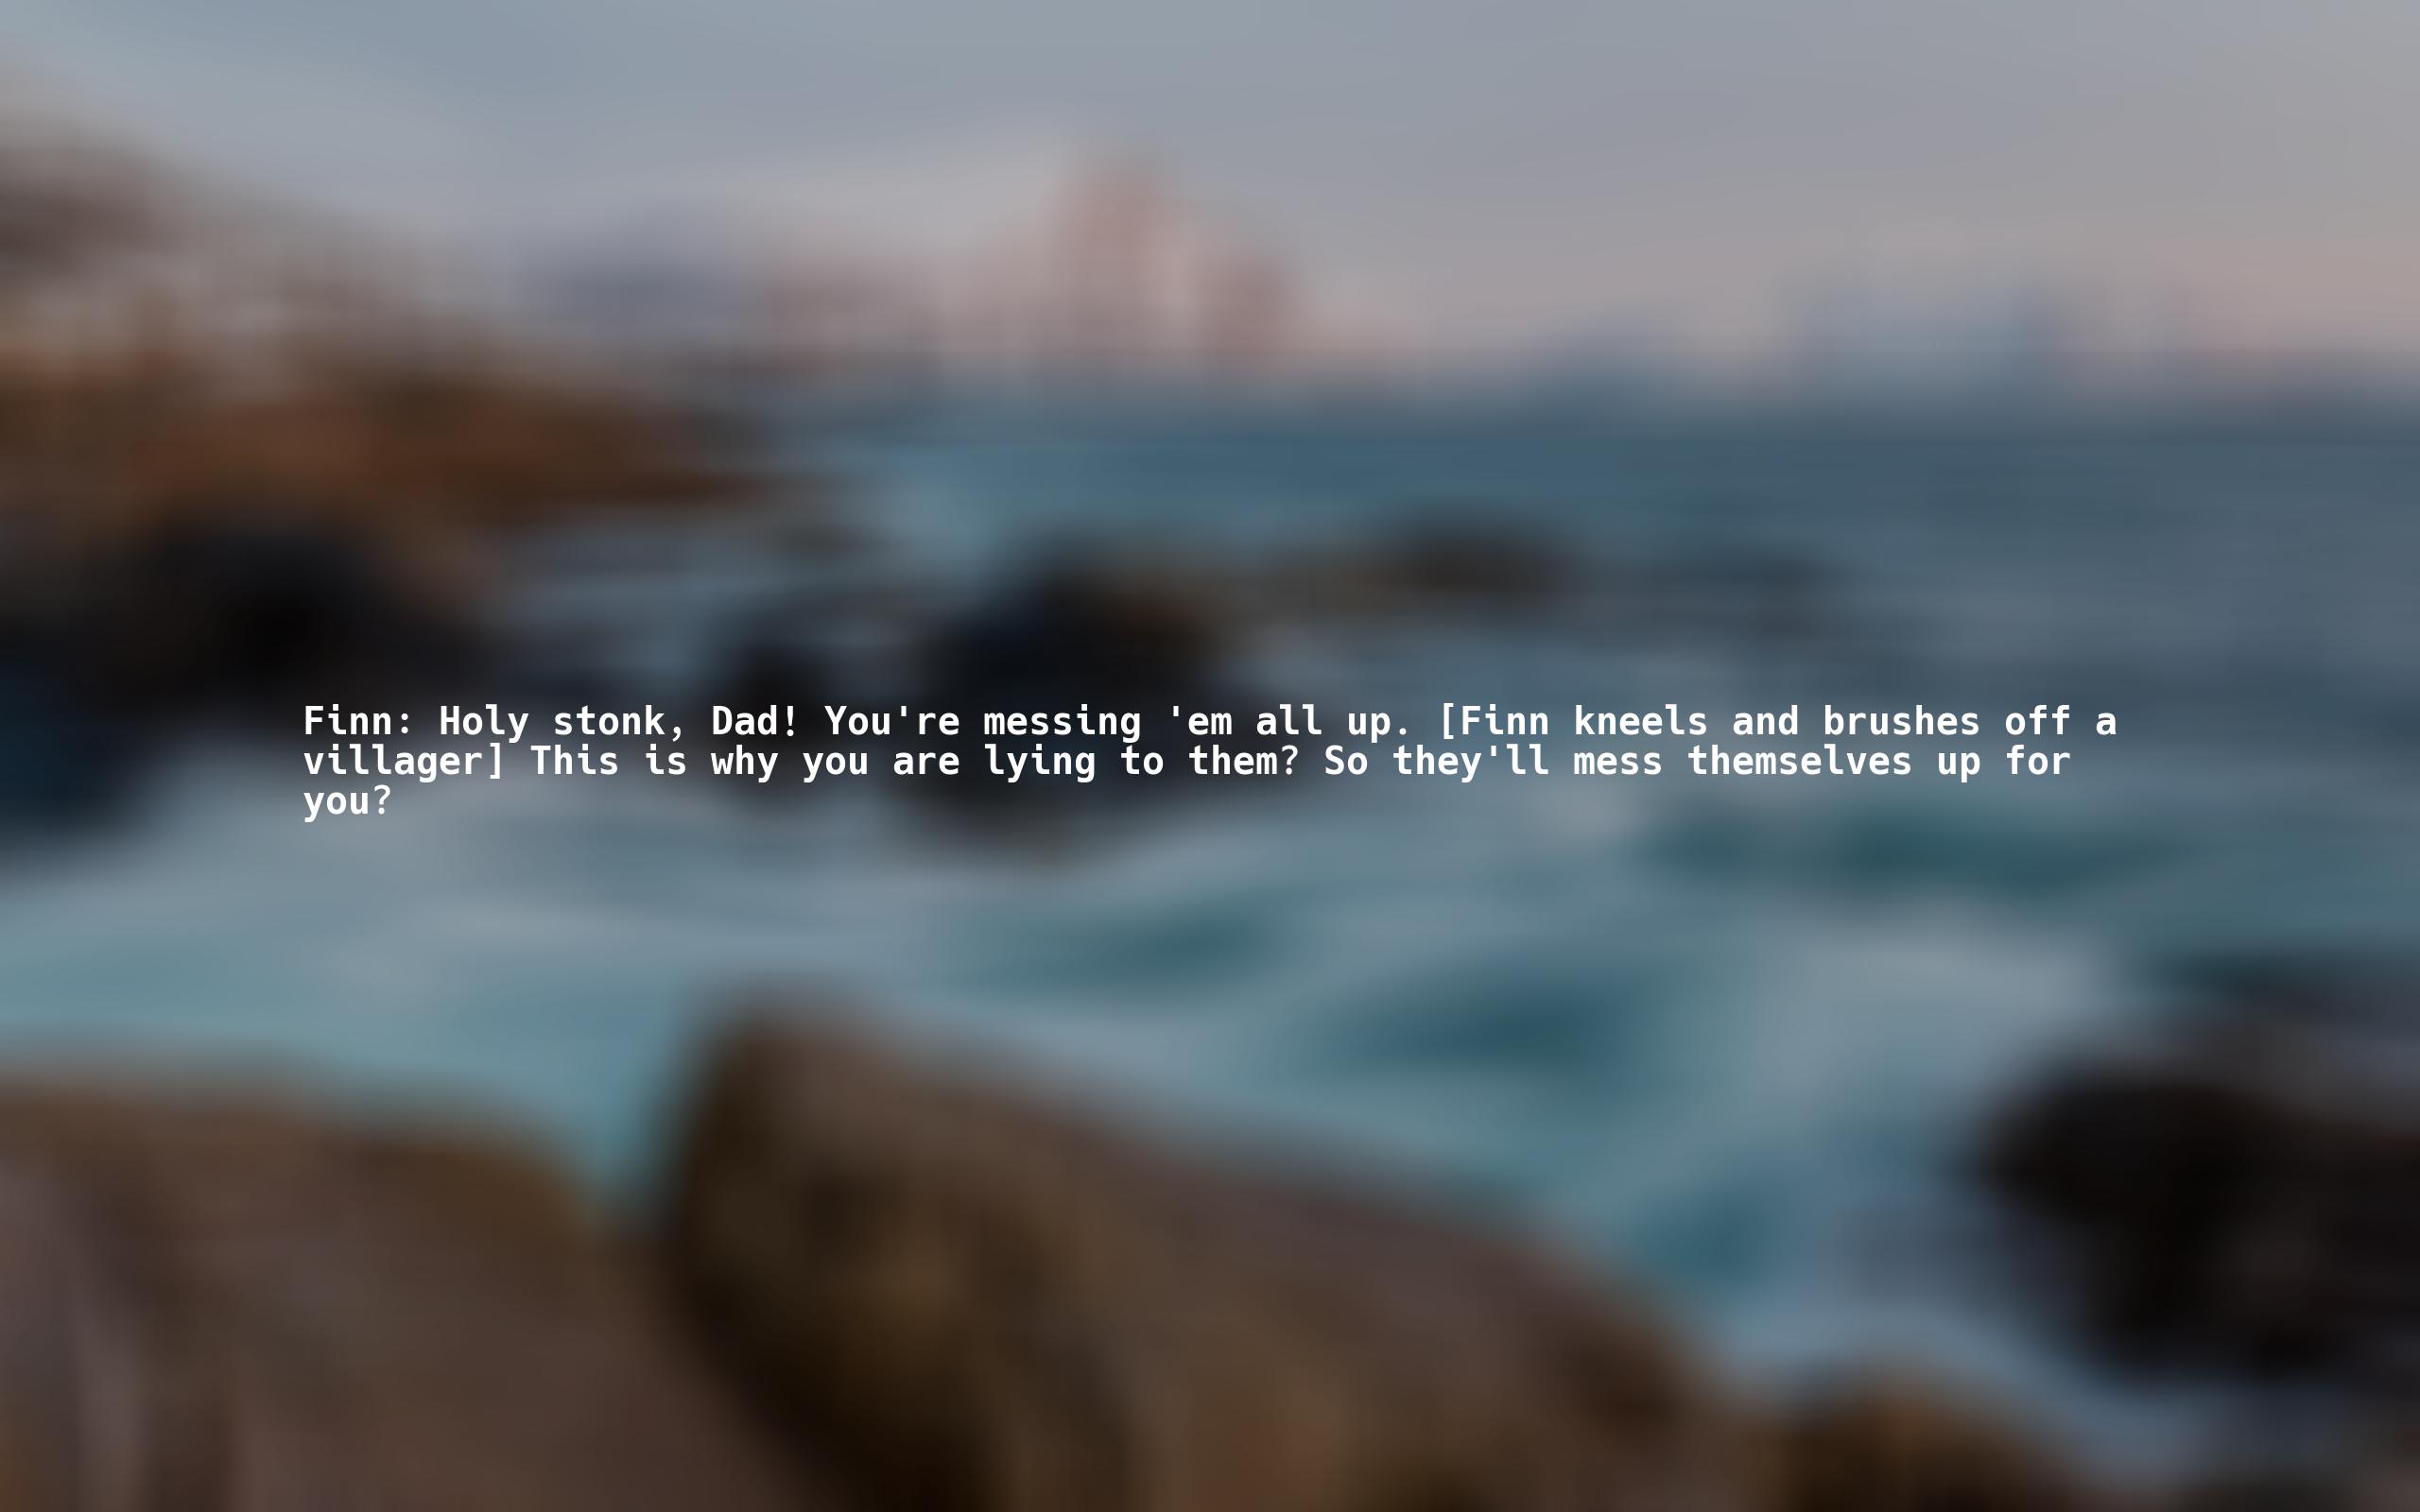 Finn: Holy stonk, Dad! You're messing 'em all up. [Finn kneels and brushes off a
villager] This is why you are lying to them? So they'll mess themselves up for
you?